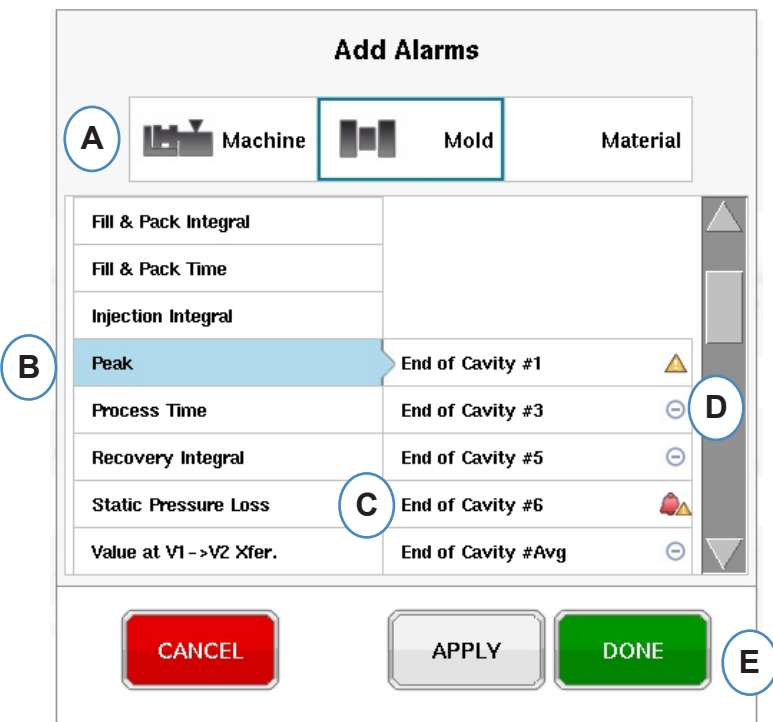 Add Alarms
A Machine Mold Material
Fill & Pack Integral
Fill & Pack Time
Injection Integral
B Peak End of Cavity #1
Process Time End of Cavity #3 D
Recovery Integral End of Cavity #5
Static Pressure Loss C End of Cavity #6
Value at V1->V2 Xfer. End of Cavity #Avg
CANCEL APPLY DONE E